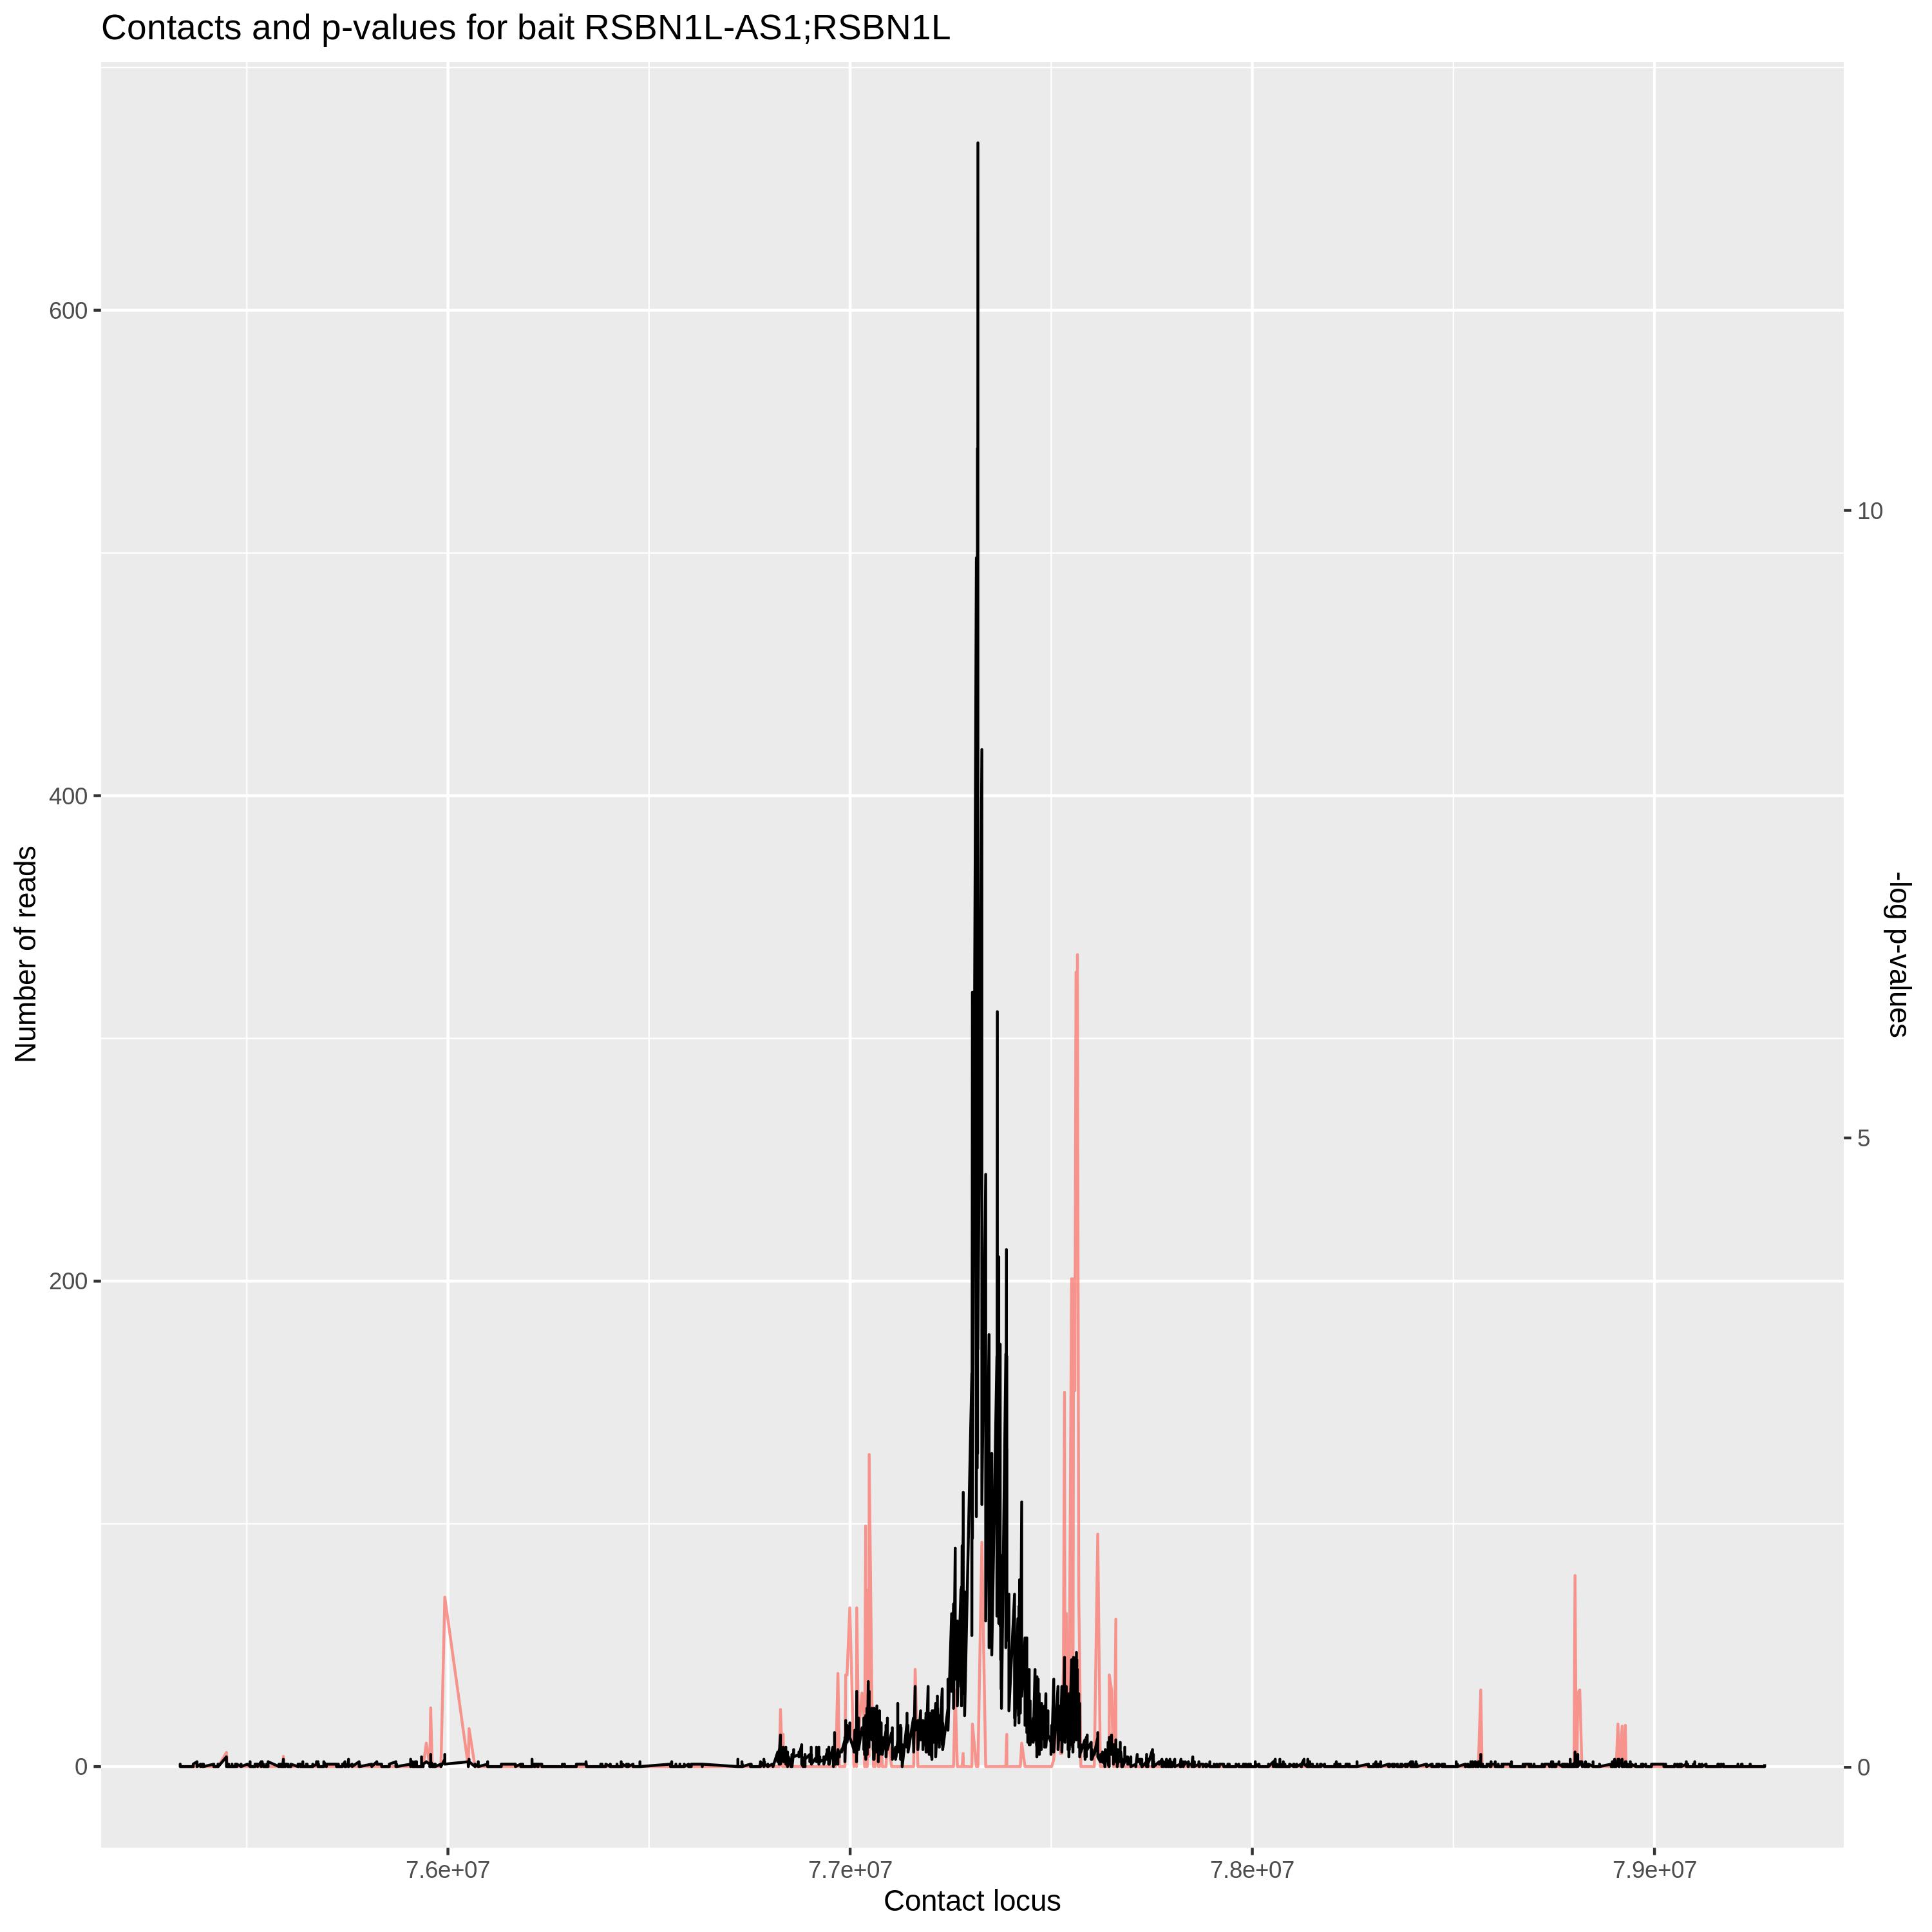 Contacts and p-values for bait RSBN1L-AS1;RSBN1L
Number of reads
600
400
200
0
10
5
0
-log p-values
7.6e+07
7.7e+07
7.8e+07
7.9e+07
Contact locus